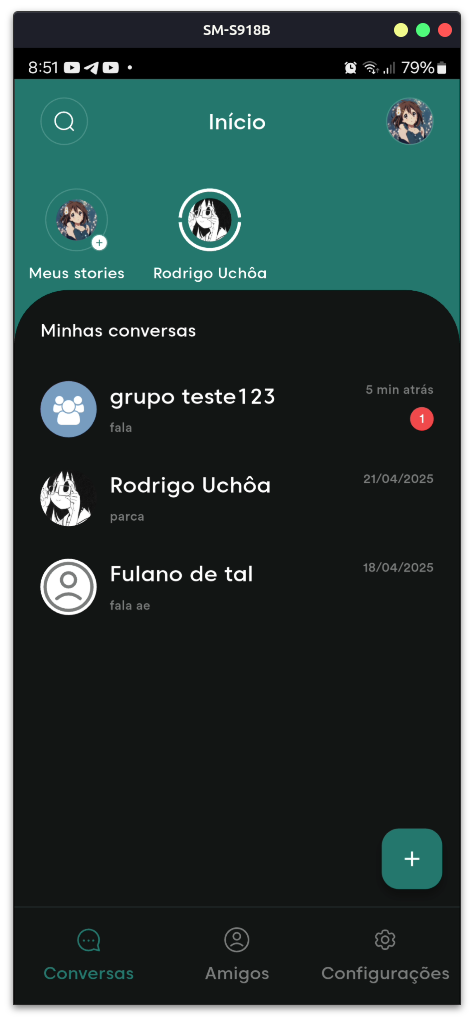 SM-S918B
8:51
79%
Início
Meus stories
Rodrigo Uchôa
Minhas conversas
grupo teste123
5 min atrás
fala
1
Rodrigo Uchôa
21/04/2025
parca
Fulano de tal
18/04/2025
fala ae
Conversas
Amigos
Configurações